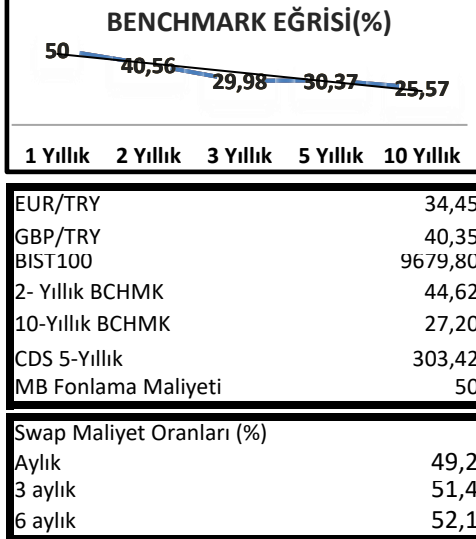 BENCHMARK EĞRİSİ(%)
50 40,56 29,98 30,37 25,57
1 Yıllık 2 Yıllık 3 Yıllık 5 Yıllık 10 Yıllık
EUR/TRY 34,45
GBP/TRY 40,35
BIST100 9679,80
2- Yıllık BCHMK 44,62
10-Yıllık BCHMK 27,20
CDS 5-Yıllık 303,42
MB Fonlama Maliyeti 50
Swap Maliyet Oranları (%)
Aylık 49,2
3 aylık 51,4
6 aylık 52,1